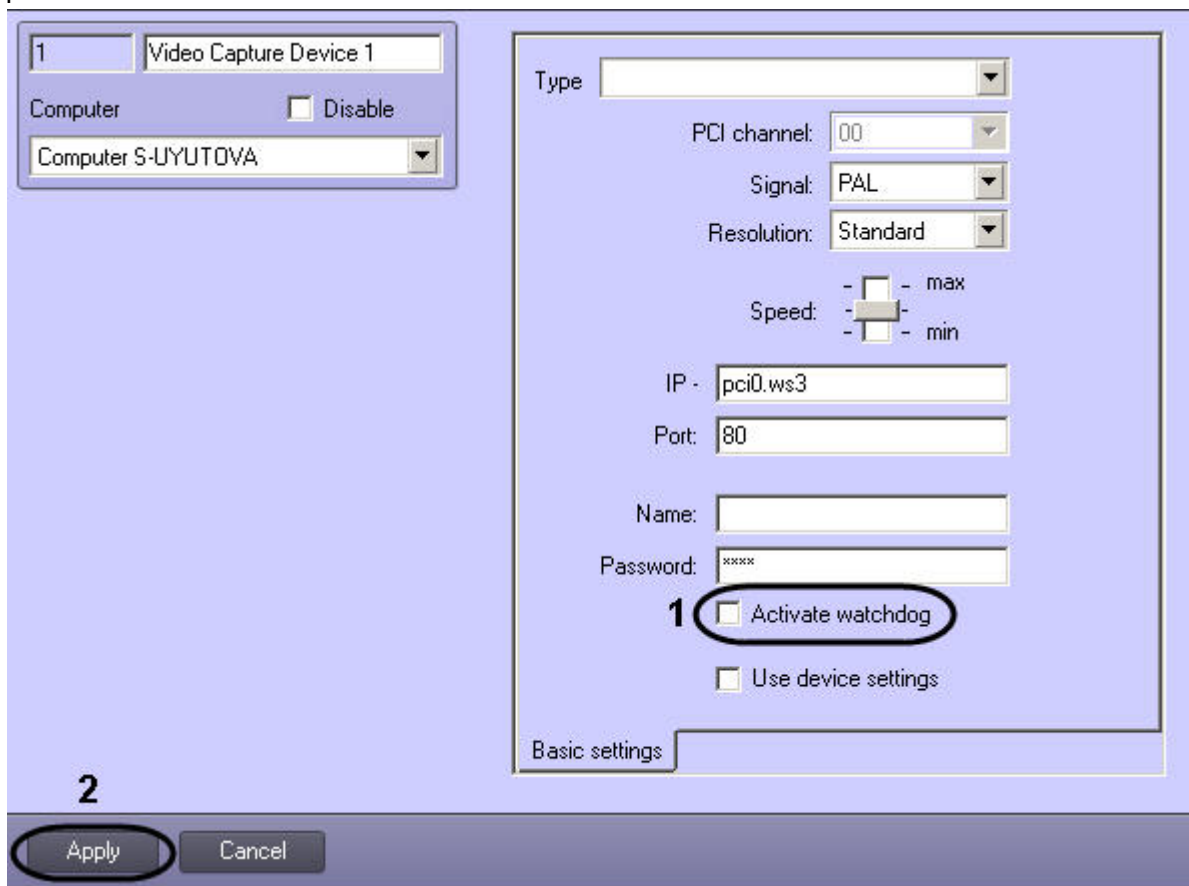 1 Video Capture Device 1
Computer Disable
Computer S-UYUTOVA
Type
PCI channel: 00
Signal: PAL
Resolution: Standard
max
Speed:
min
IP - pci0.ws3
Port: 80
Name:
Password: ××××
1 Activate watchdog
Use device settings
Basic settings
2
Apply Cancel